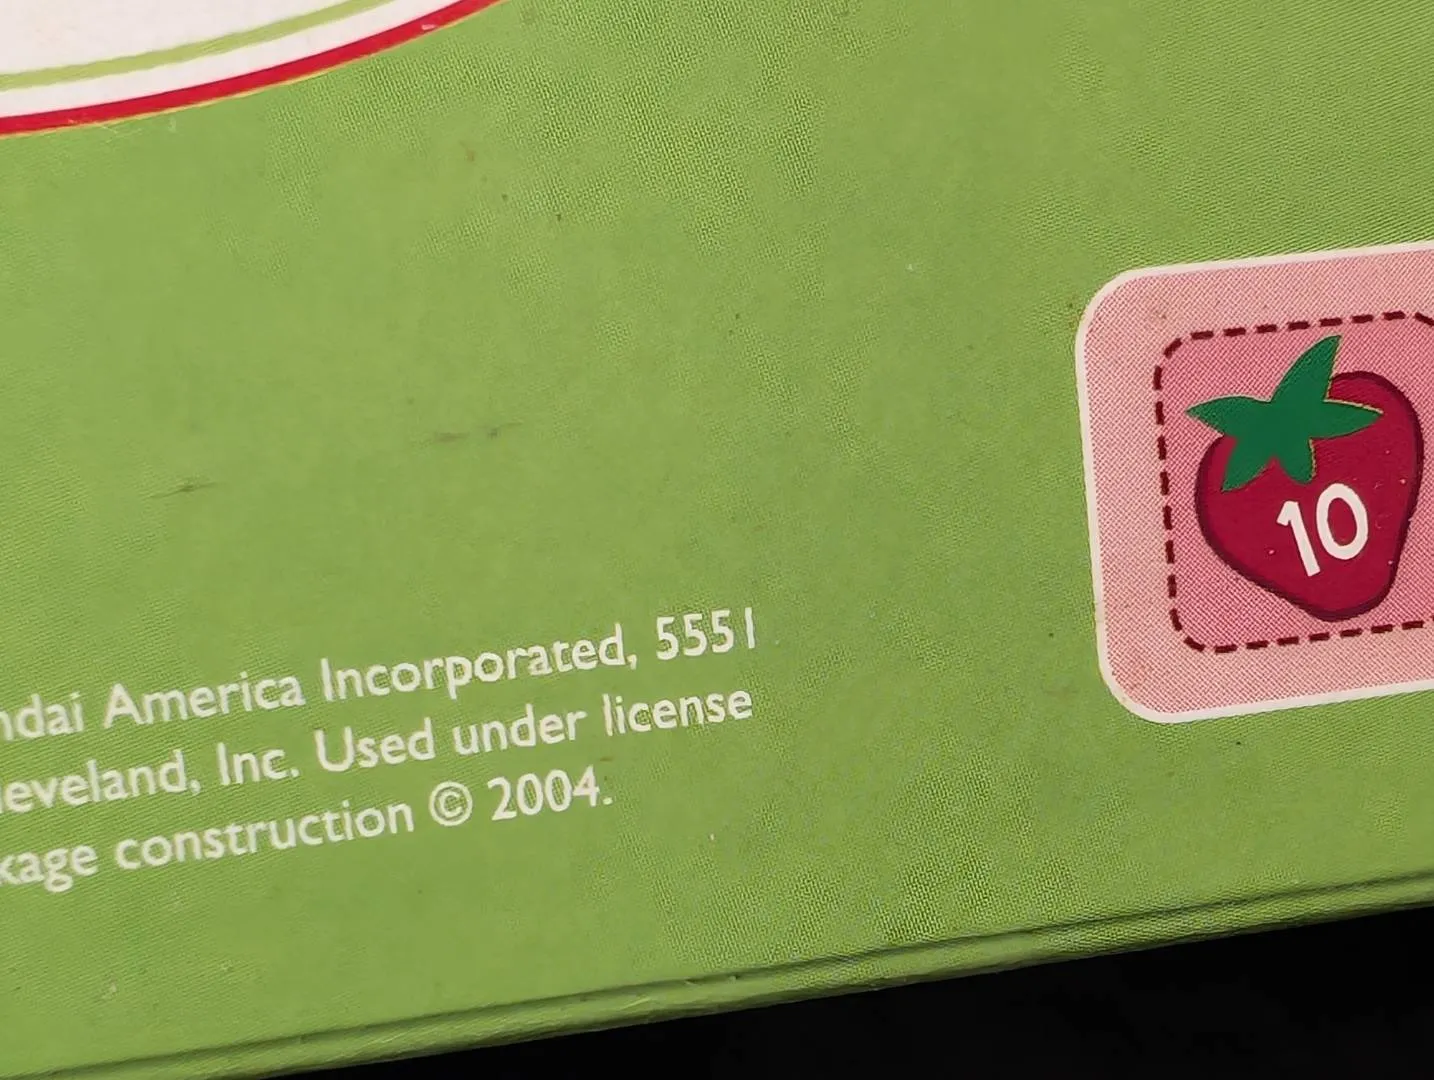 ndai America Incorporated, 5551
leveland, Inc. Used under license
kage construction © 2004.
10